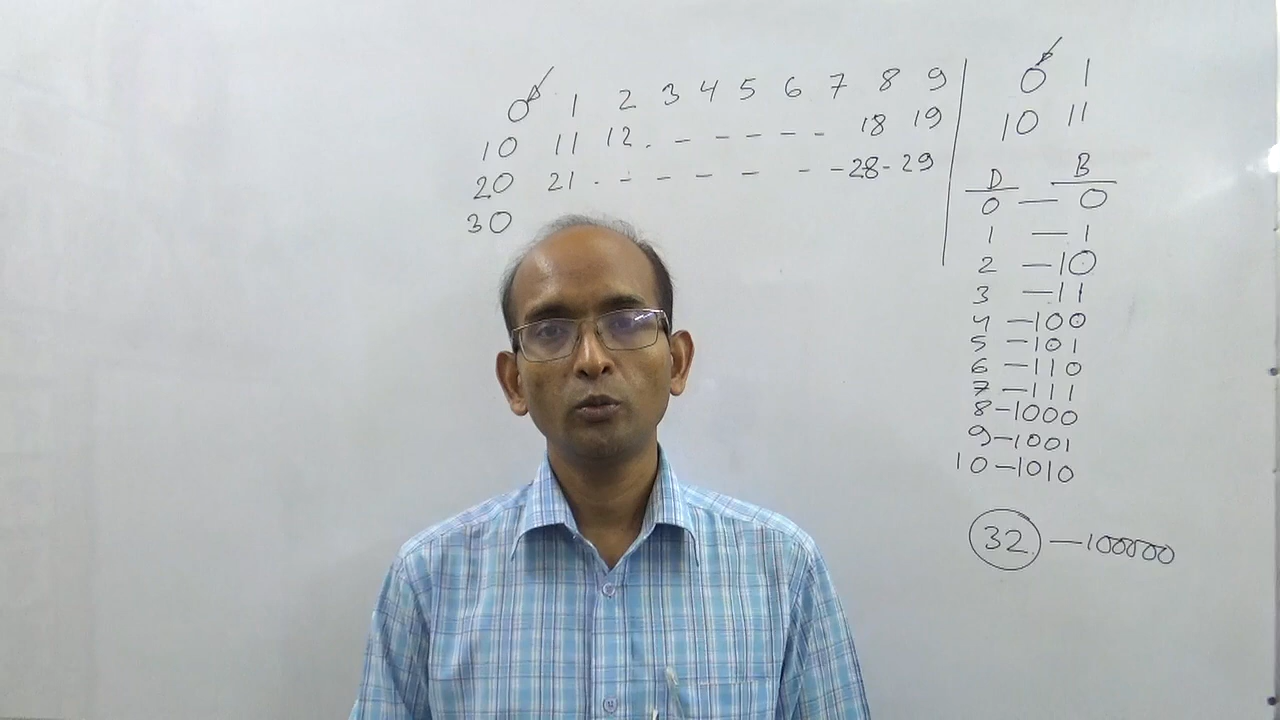 0 1 2 3 4 5 6 7 8 9
10 11 12. - - - - - - 18 19
20 21. - - - - - - - 28 - 29
30
0 1
10 11
D B
0 — 0
1 — 1
2 — 10
3 — 11
4 — 100
5 — 101
6 — 110
7 — 111
8 — 1000
9 — 1001
10 — 1010
32 — 100000